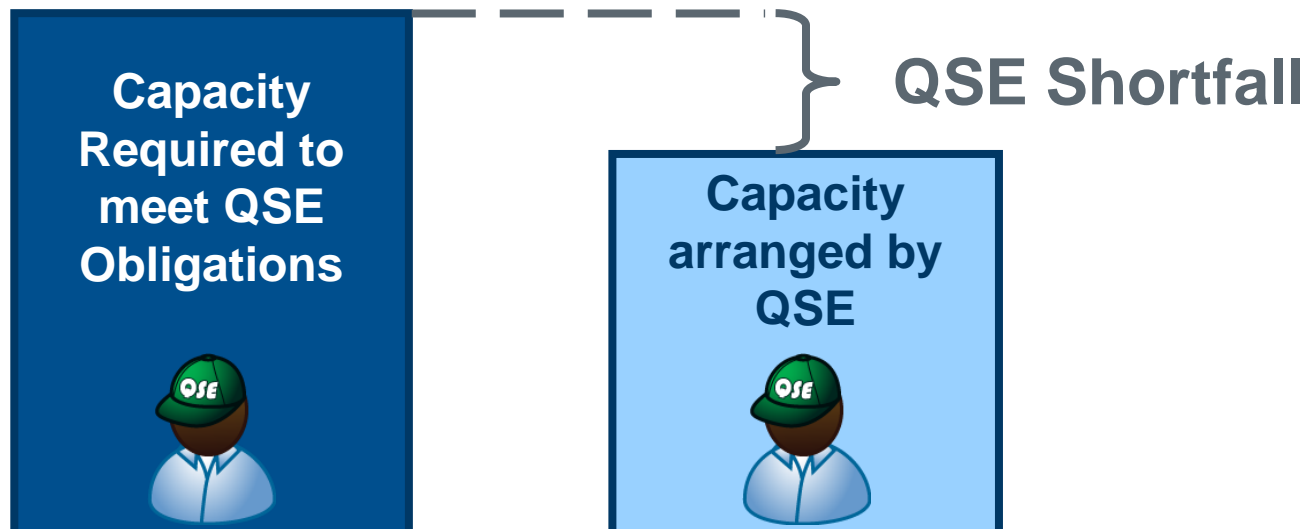 Capacity
Required to
meet QSE
Obligations
QSE
QSE Shortfall
Capacity
arranged by
QSE
QSE